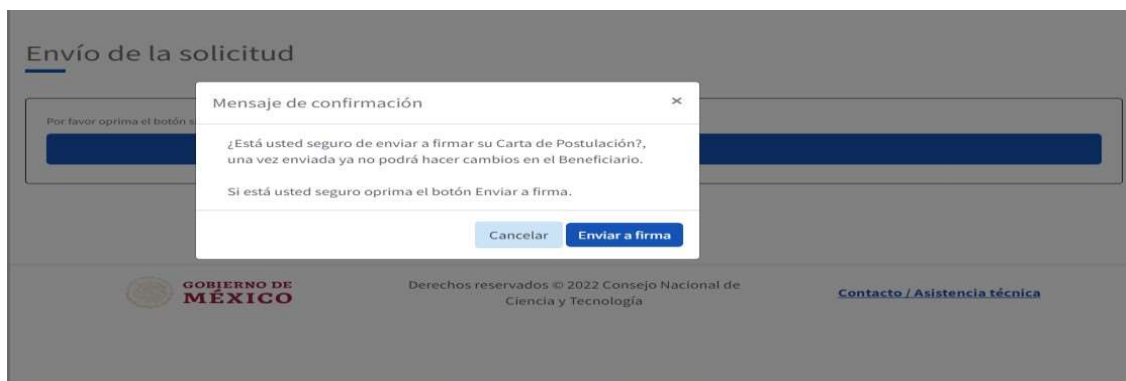 Envío de la solicitud
Mensaje de confirmación ×
Por favor oprima el botón
¿Está usted seguro de enviar a firmar su Carta de Postulación?,
una vez enviada ya no podrá hacer cambios en el Beneficiario.
Si está usted seguro oprima el botón Enviar a firma.
Cancelar Enviar a firma
GOBIERNO DE
MÉXICO
Derechos reservados © 2022 Consejo Nacional de
Ciencia y Tecnología
Contacto / Asistencia técnica